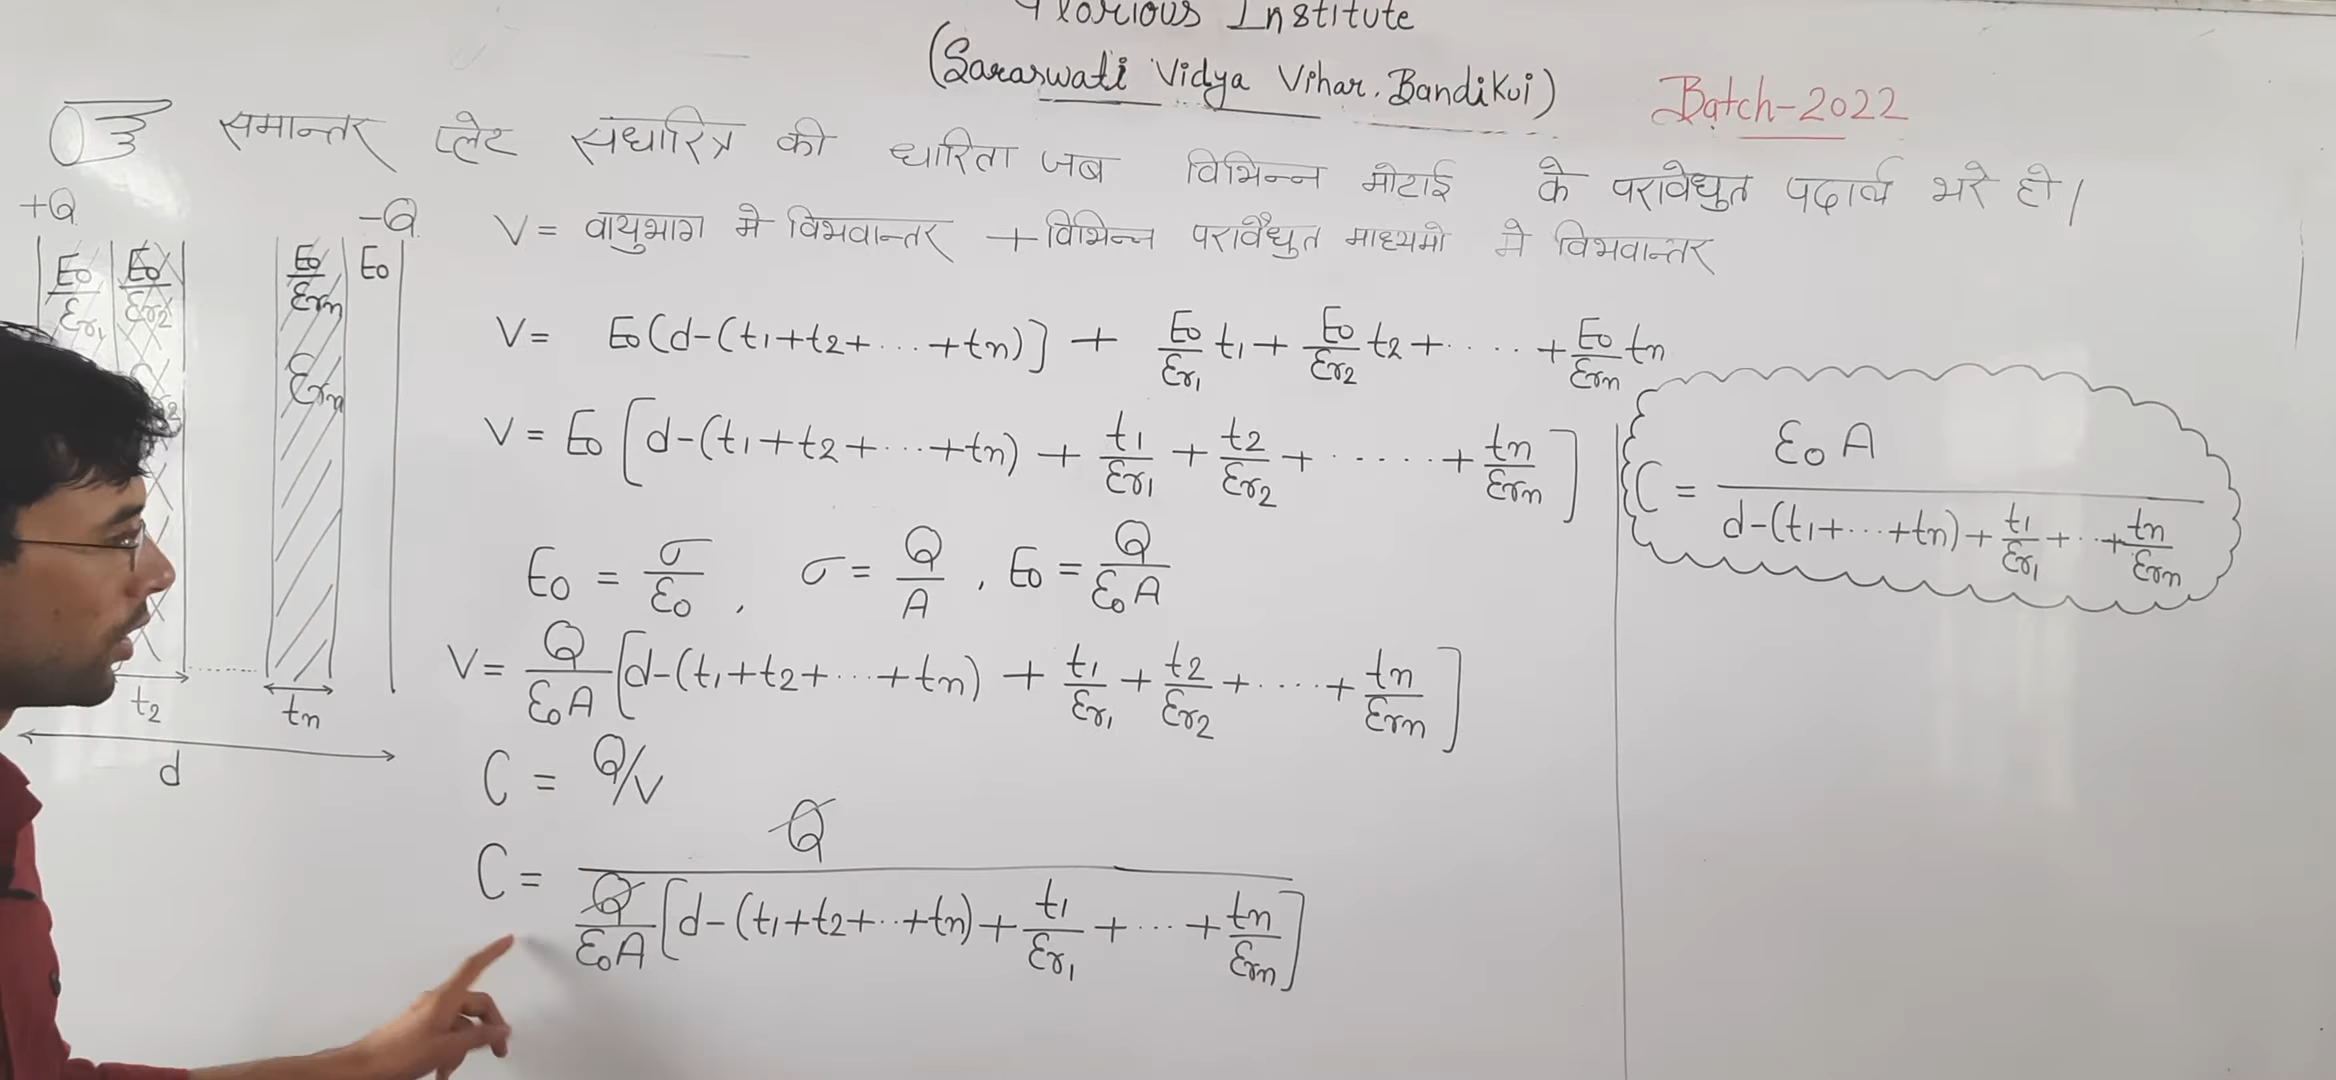 Glorious Institute
(Saraswati Vidya Vihar, Bandikui)
Batch-2022
समान्तर प्लेट संधारित्र की धारिता जब विभिन्न मोटाई के परावैधुत पदार्थ भरे हो।
+Q
-Q
V = वायुभाग मे विभवान्तर + विभिन्न परावैधुत माध्यमो मे विभवान्तर
E0/εr1 E0/εr2 E0/εrn E0
εrn
V = E0(d-(t1+t2+...+tn)] + E0/εr1 t1 + E0/εr2 t2 + ..... + E0/εrn tn
V = E0 [d-(t1+t2+...+tn) + t1/εr1 + t2/εr2 + ..... + tn/εrn]
E0 = σ/ε0, σ = Q/A, E0 = Q/ε0A
V = Q/ε0A [d-(t1+t2+...+tn) + t1/εr1 + t2/εr2 + .... + tn/εrn]
t2 tn
d
C = Q/V
C = Q / Q/ε0A [d-(t1+t2+..+tn) + t1/εr1 + ... + tn/εrn]
C = ε0A / d-(t1+...+tn) + t1/εr1 + ..+ tn/εrn